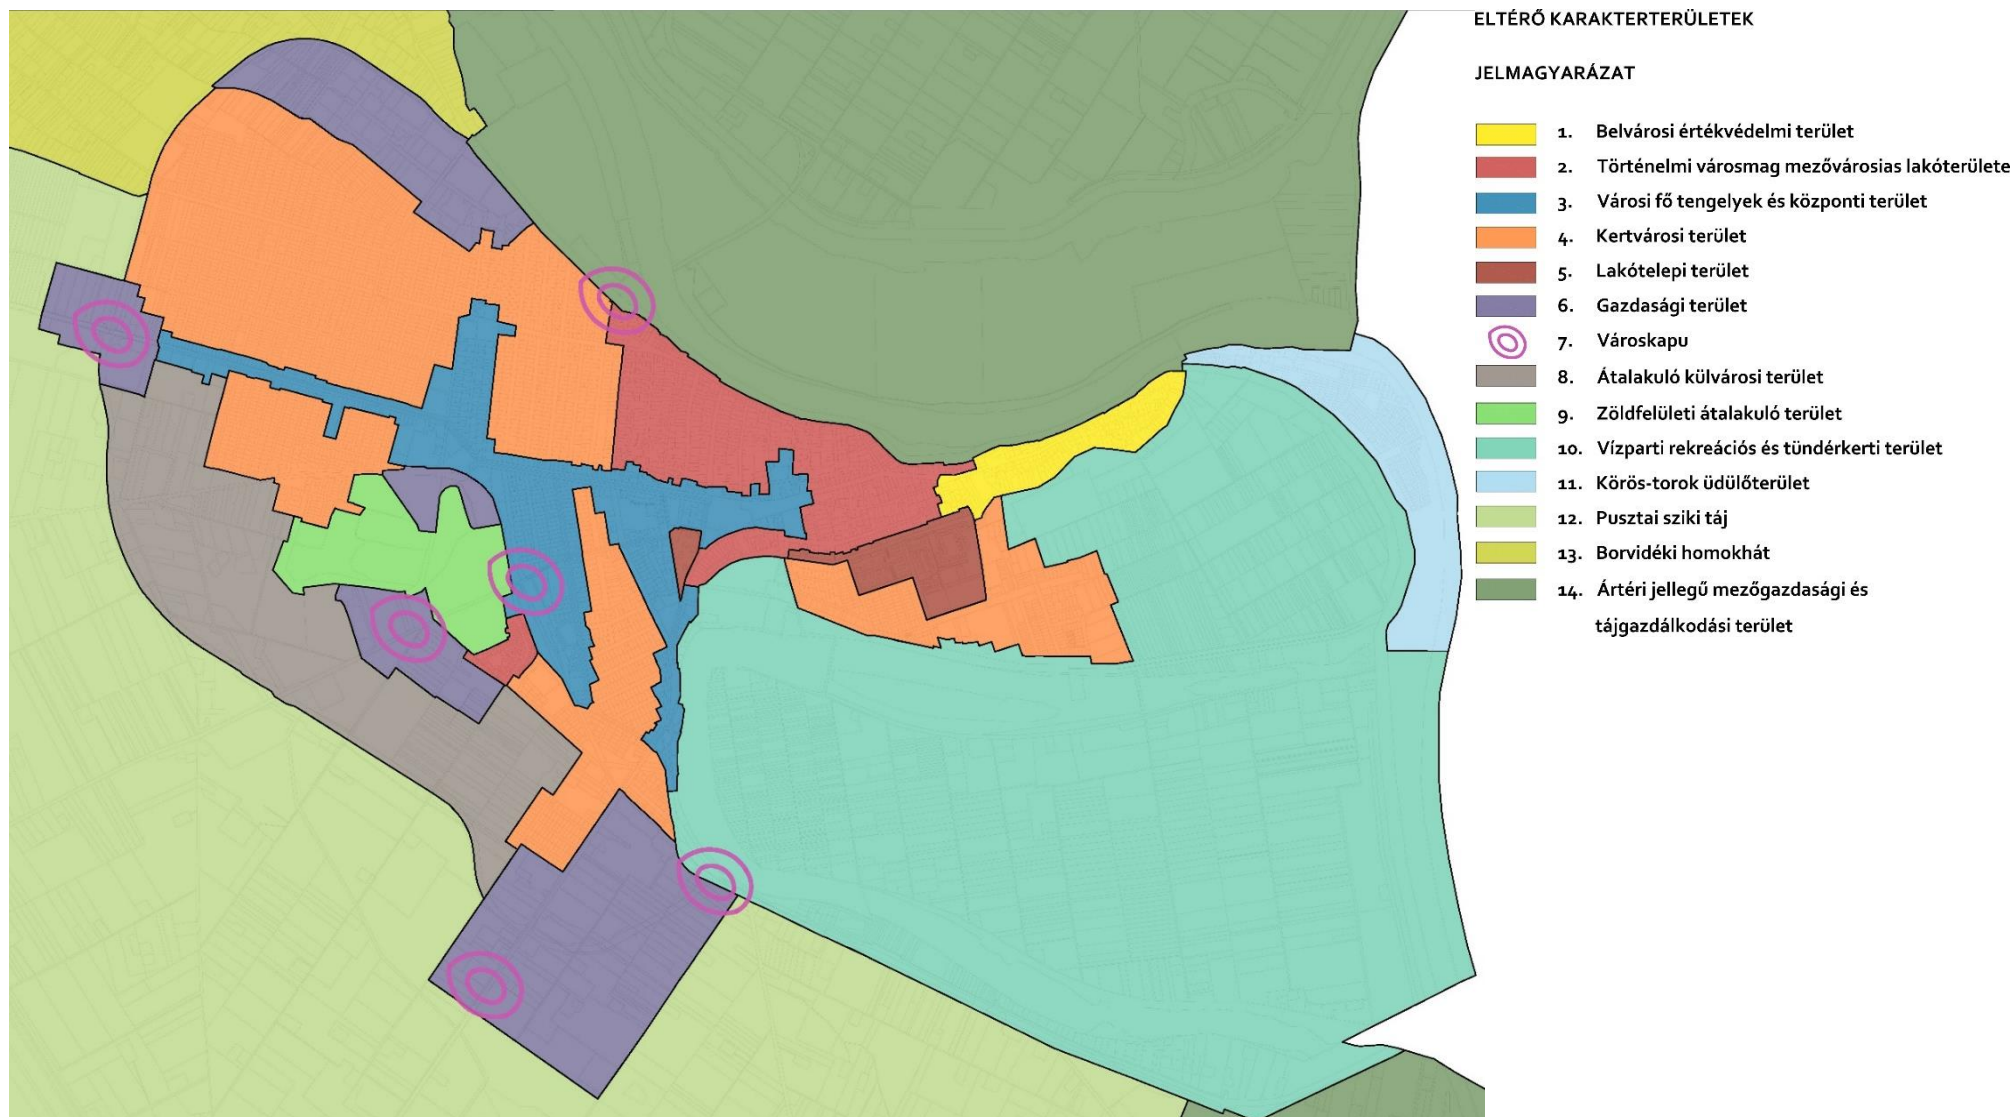 ELTÉRŐ KARAKTERTERÜLETEK
JELMAGYARÁZAT
1. Belvárosi értékvédelmi terület
2. Történelmi városmag mezővárosias lakóterülete
3. Városi fő tengelyek és központi terület
4. Kertvárosi terület
5. Lakótelepi terület
6. Gazdasági terület
7. Városkapu
8. Átalakuló külvárosi terület
9. Zöldfelületi átalakuló terület
10. Vízparti rekreációs és tündérkerti terület
11. Körös-torok üdülőterület
12. Pusztai sziki táj
13. Borvidéki homokhát
14. Ártéri jellegű mezőgazdasági és
tájgazdálkodási terület